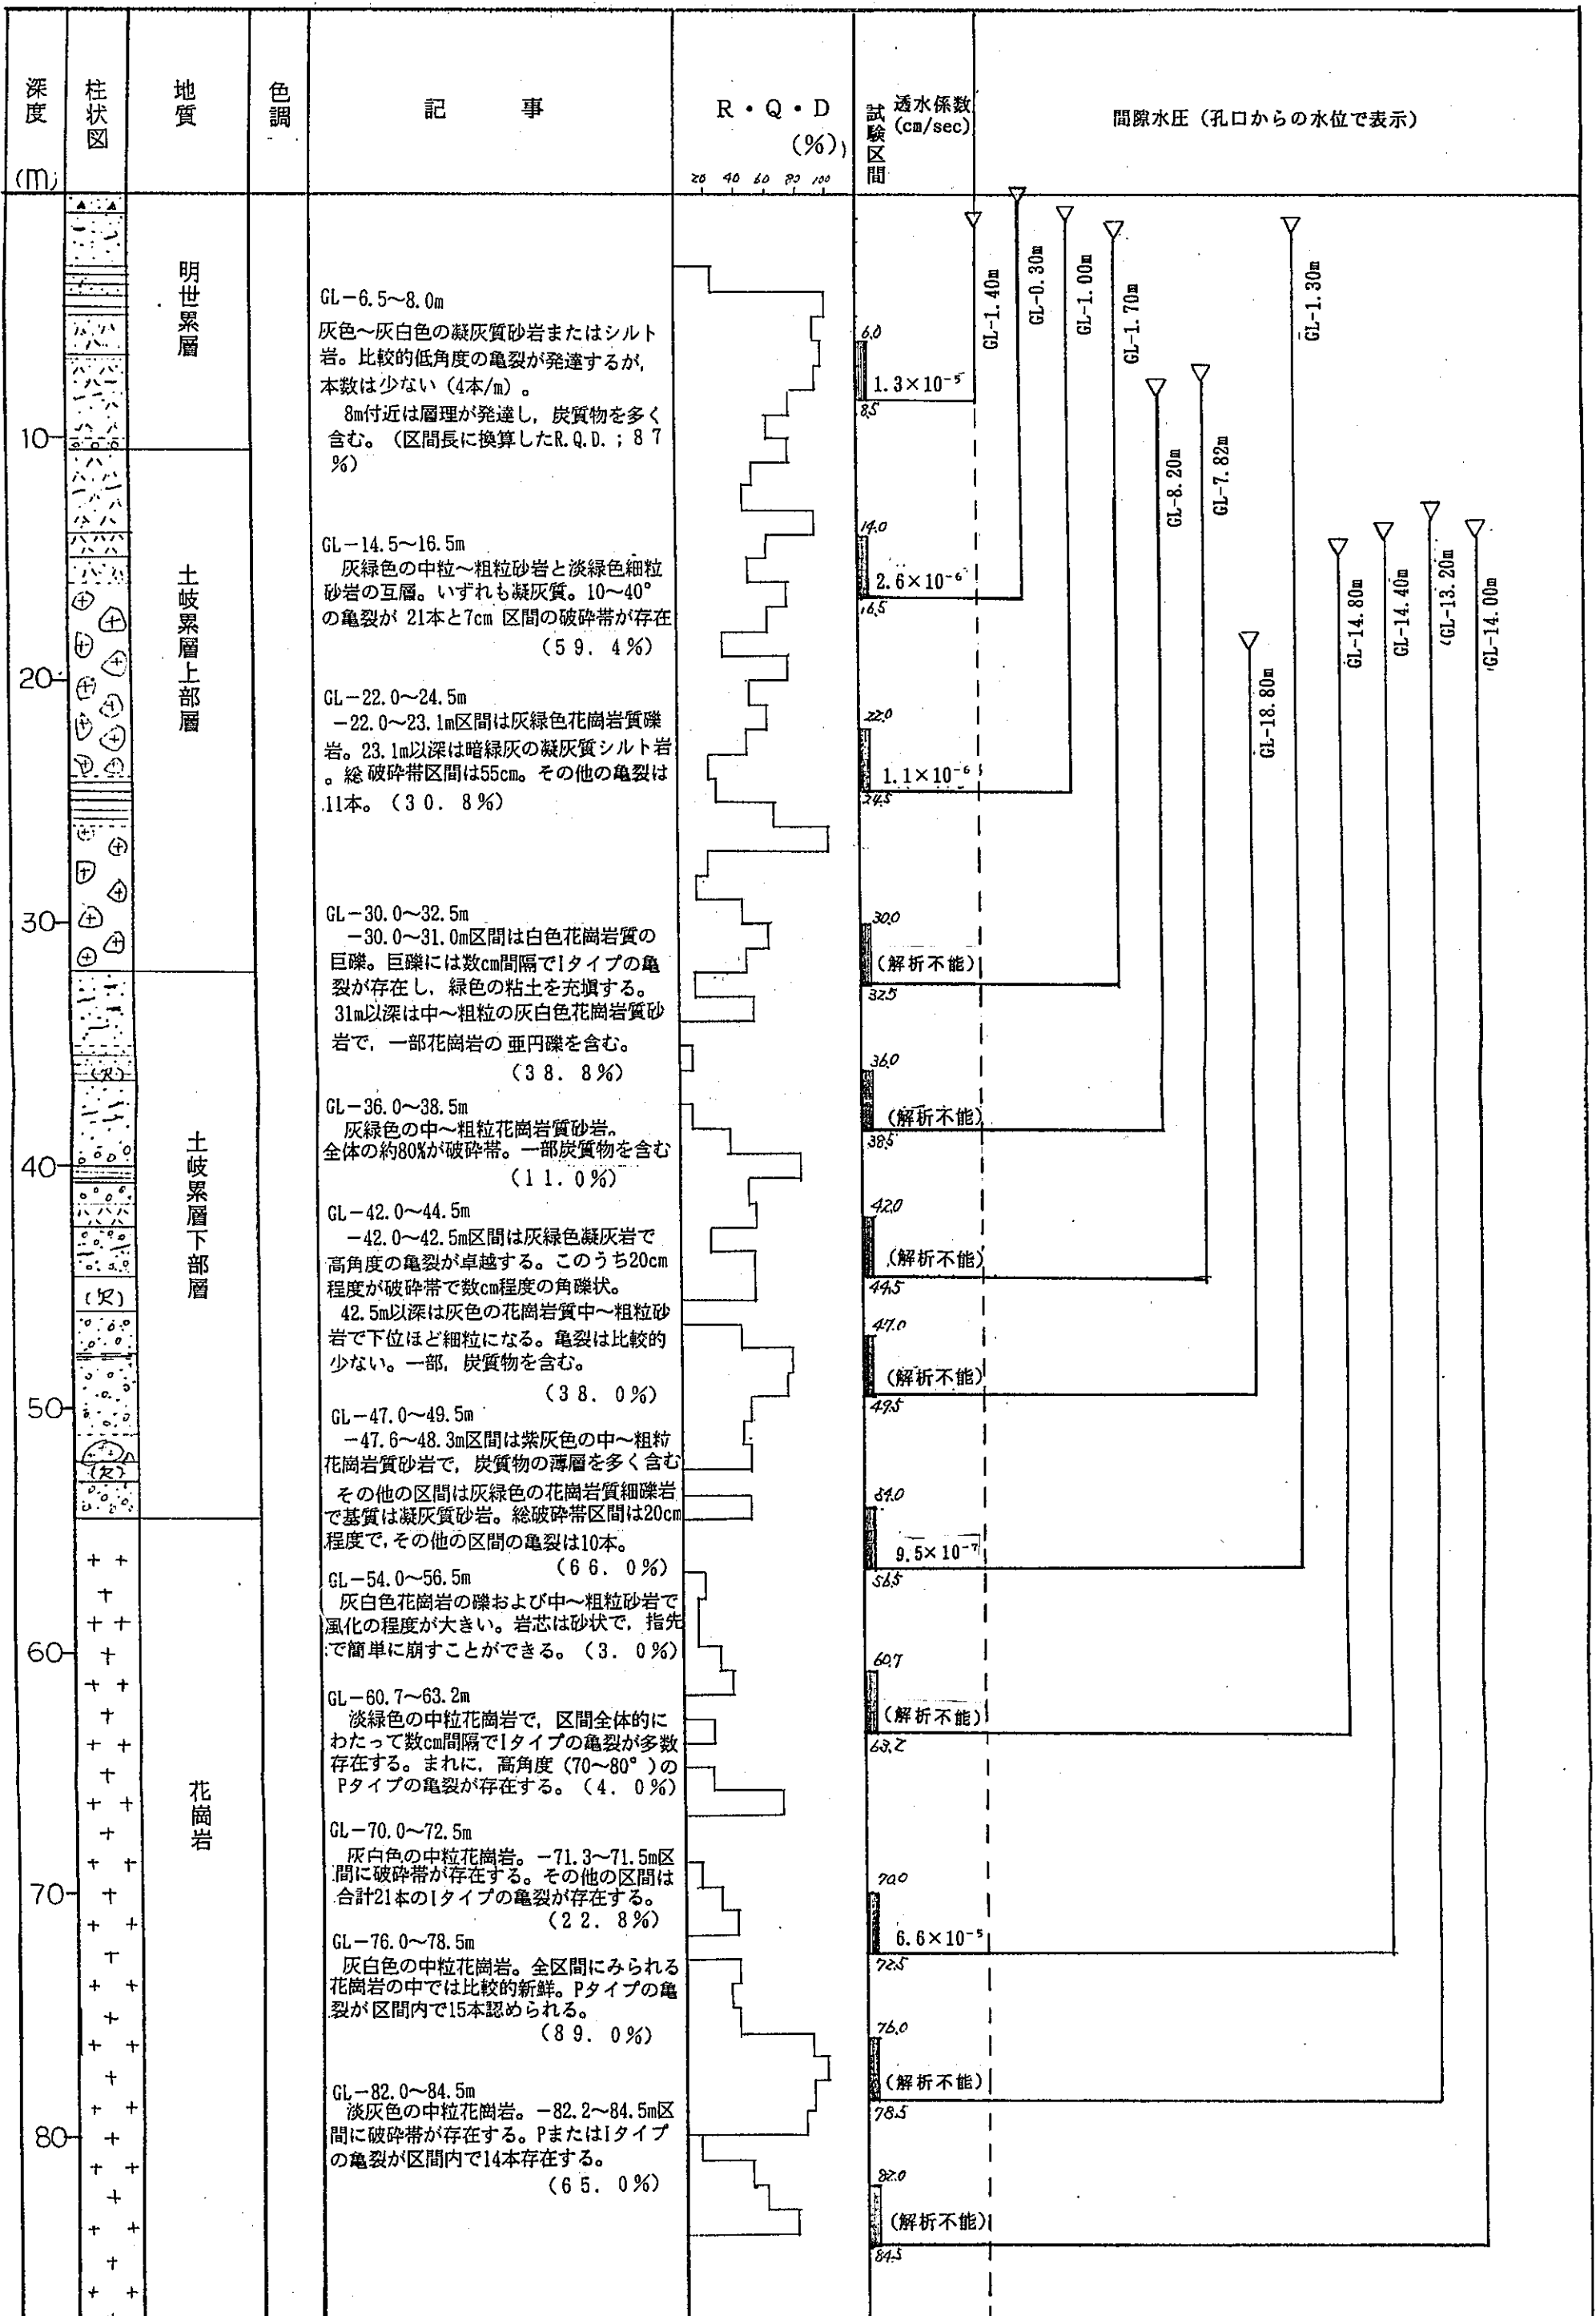 深度
(m)
柱状図
地質
色調
記事
R・Q・D
(%)
20 40 60 80 100
試験区間
透水係数
(cm/sec)
間隙水圧（孔口からの水位で表示）
10
20
30
40
50
60
70
80
明世累層
土岐累層上部層
土岐累層下部層
花崗岩
GL-6.5～8.0m
灰色～灰白色の凝灰質砂岩またはシルト
岩。比較的低角度の亀裂が発達するが,
本数は少ない（4本/m）。
8m付近は層理が発達し，炭質物を多く
含む。（区間長に換算したR.Q.D.；87
%）
GL-14.5～16.5m
灰緑色の中粒～粗粒砂岩と淡緑色細粒
砂岩の互層。いずれも凝灰質。10～40°
の亀裂が 21本と7cm 区間の破砕帯が存在
(59. 4%)
GL-22.0～24.5m
-22.0～23.1m区間は灰緑色花崗岩質礫
岩。23.1m以深は暗緑灰の凝灰質シルト岩
。総破砕帯区間は55cm。その他の亀裂は
11本。（30. 8%）
GL-30.0～32.5m
-30.0～31.0m区間は白色花崗岩質の
巨礫。巨礫には数cm間隔でIタイプの亀
裂が存在し，緑色の粘土を充填する。
31m以深は中～粗粒の灰白色花崗岩質砂
岩で，一部花崗岩の亜円礫を含む。
(38. 8%)
GL-36.0～38.5m
灰緑色の中～粗粒花崗岩質砂岩。
全体の約80%が破砕帯。一部炭質物を含む
(11. 0%)
GL-42.0～44.5m
-42.0～42.5m区間は灰緑色凝灰岩で
高角度の亀裂が卓越する。このうち20cm
程度が破砕帯で数cm程度の角礫状。
42.5m以深は灰色の花崗岩質中～粗粒砂
岩で下位ほど細粒になる。亀裂は比較的
少ない。一部，炭質物を含む。
(38. 0%)
GL-47.0～49.5m
-47.6～48.3m区間は紫灰色の中～粗粒
花崗岩質砂岩で，炭質物の薄層を多く含む
その他の区間は灰緑色の花崗岩質細礫岩
で基質は凝灰質砂岩。総破砕帯区間は20cm
程度で,その他の区間の亀裂は10本。
(66. 0%)
GL-54.0～56.5m
灰白色花崗岩の礫および中～粗粒砂岩で
風化の程度が大きい。岩芯は砂状で，指先
で簡単に崩すことができる。（3. 0%）
GL-60.7～63.2m
淡緑色の中粒花崗岩で，区間全体的に
わたって数cm間隔でIタイプの亀裂が多数
存在する。まれに，高角度（70～80°）の
Pタイプの亀裂が存在する。（4. 0%）
GL-70.0～72.5m
灰白色の中粒花崗岩。-71.3～71.5m区
間に破砕帯が存在する。その他の区間は
合計21本のIタイプの亀裂が存在する。
(22. 8%)
GL-76.0～78.5m
灰白色の中粒花崗岩。全区間にみられる
花崗岩の中では比較的新鮮。Pタイプの亀
裂が区間内で15本認められる。
(89. 0%)
GL-82.0～84.5m
淡灰色の中粒花崗岩。-82.2～84.5m区
間に破砕帯が存在する。PまたはIタイプ
の亀裂が区間内で14本存在する。
(65. 0%)
6.0
1.3×10⁻⁵
8.5
14.0
2.6×10⁻⁶
16.5
22.0
1.1×10⁻⁶
24.5
30.0
(解析不能)
32.5
36.0
(解析不能)
38.5
42.0
(解析不能)
44.5
47.0
(解析不能)
49.5
54.0
9.5×10⁻⁷
56.5
60.7
(解析不能)
63.2
70.0
6.6×10⁻⁵
72.5
76.0
(解析不能)
78.5
82.0
(解析不能)
84.5
GL-1.40m
GL-0.30m
GL-1.00m
GL-1.70m
GL-8.20m
GL-7.82m
GL-18.80m
GL-1.30m
GL-14.80m
GL-14.40m
GL-13.20m
GL-14.00m